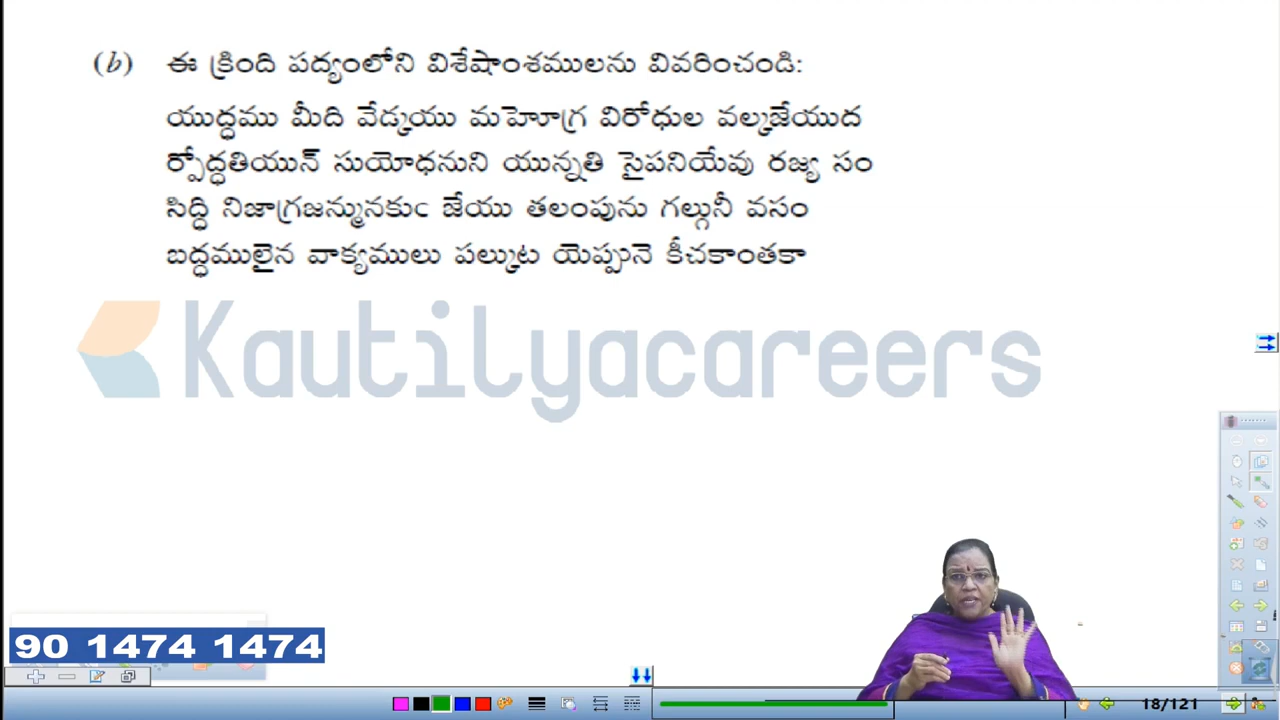 (b) ఈ క్రింది పద్యంలోని విశేషాంశములను వివరించండి:
యుద్ధము మీది వేడ్కయు మహెూగ్ర విరోధుల వల్కజేయుద
ర్పోద్ధతియున్ సుయోధనుని యున్నతి సైపనియేవు రజ్య సం
సిద్ధి నిజాగ్రజన్మునకుఁ జేయు తలంపును గల్గునీ వసం
బద్ధములైన వాక్యములు పల్కుట యెప్పునె కీచకాంతకా
Kautilyacareers
90 1474 1474
18/121